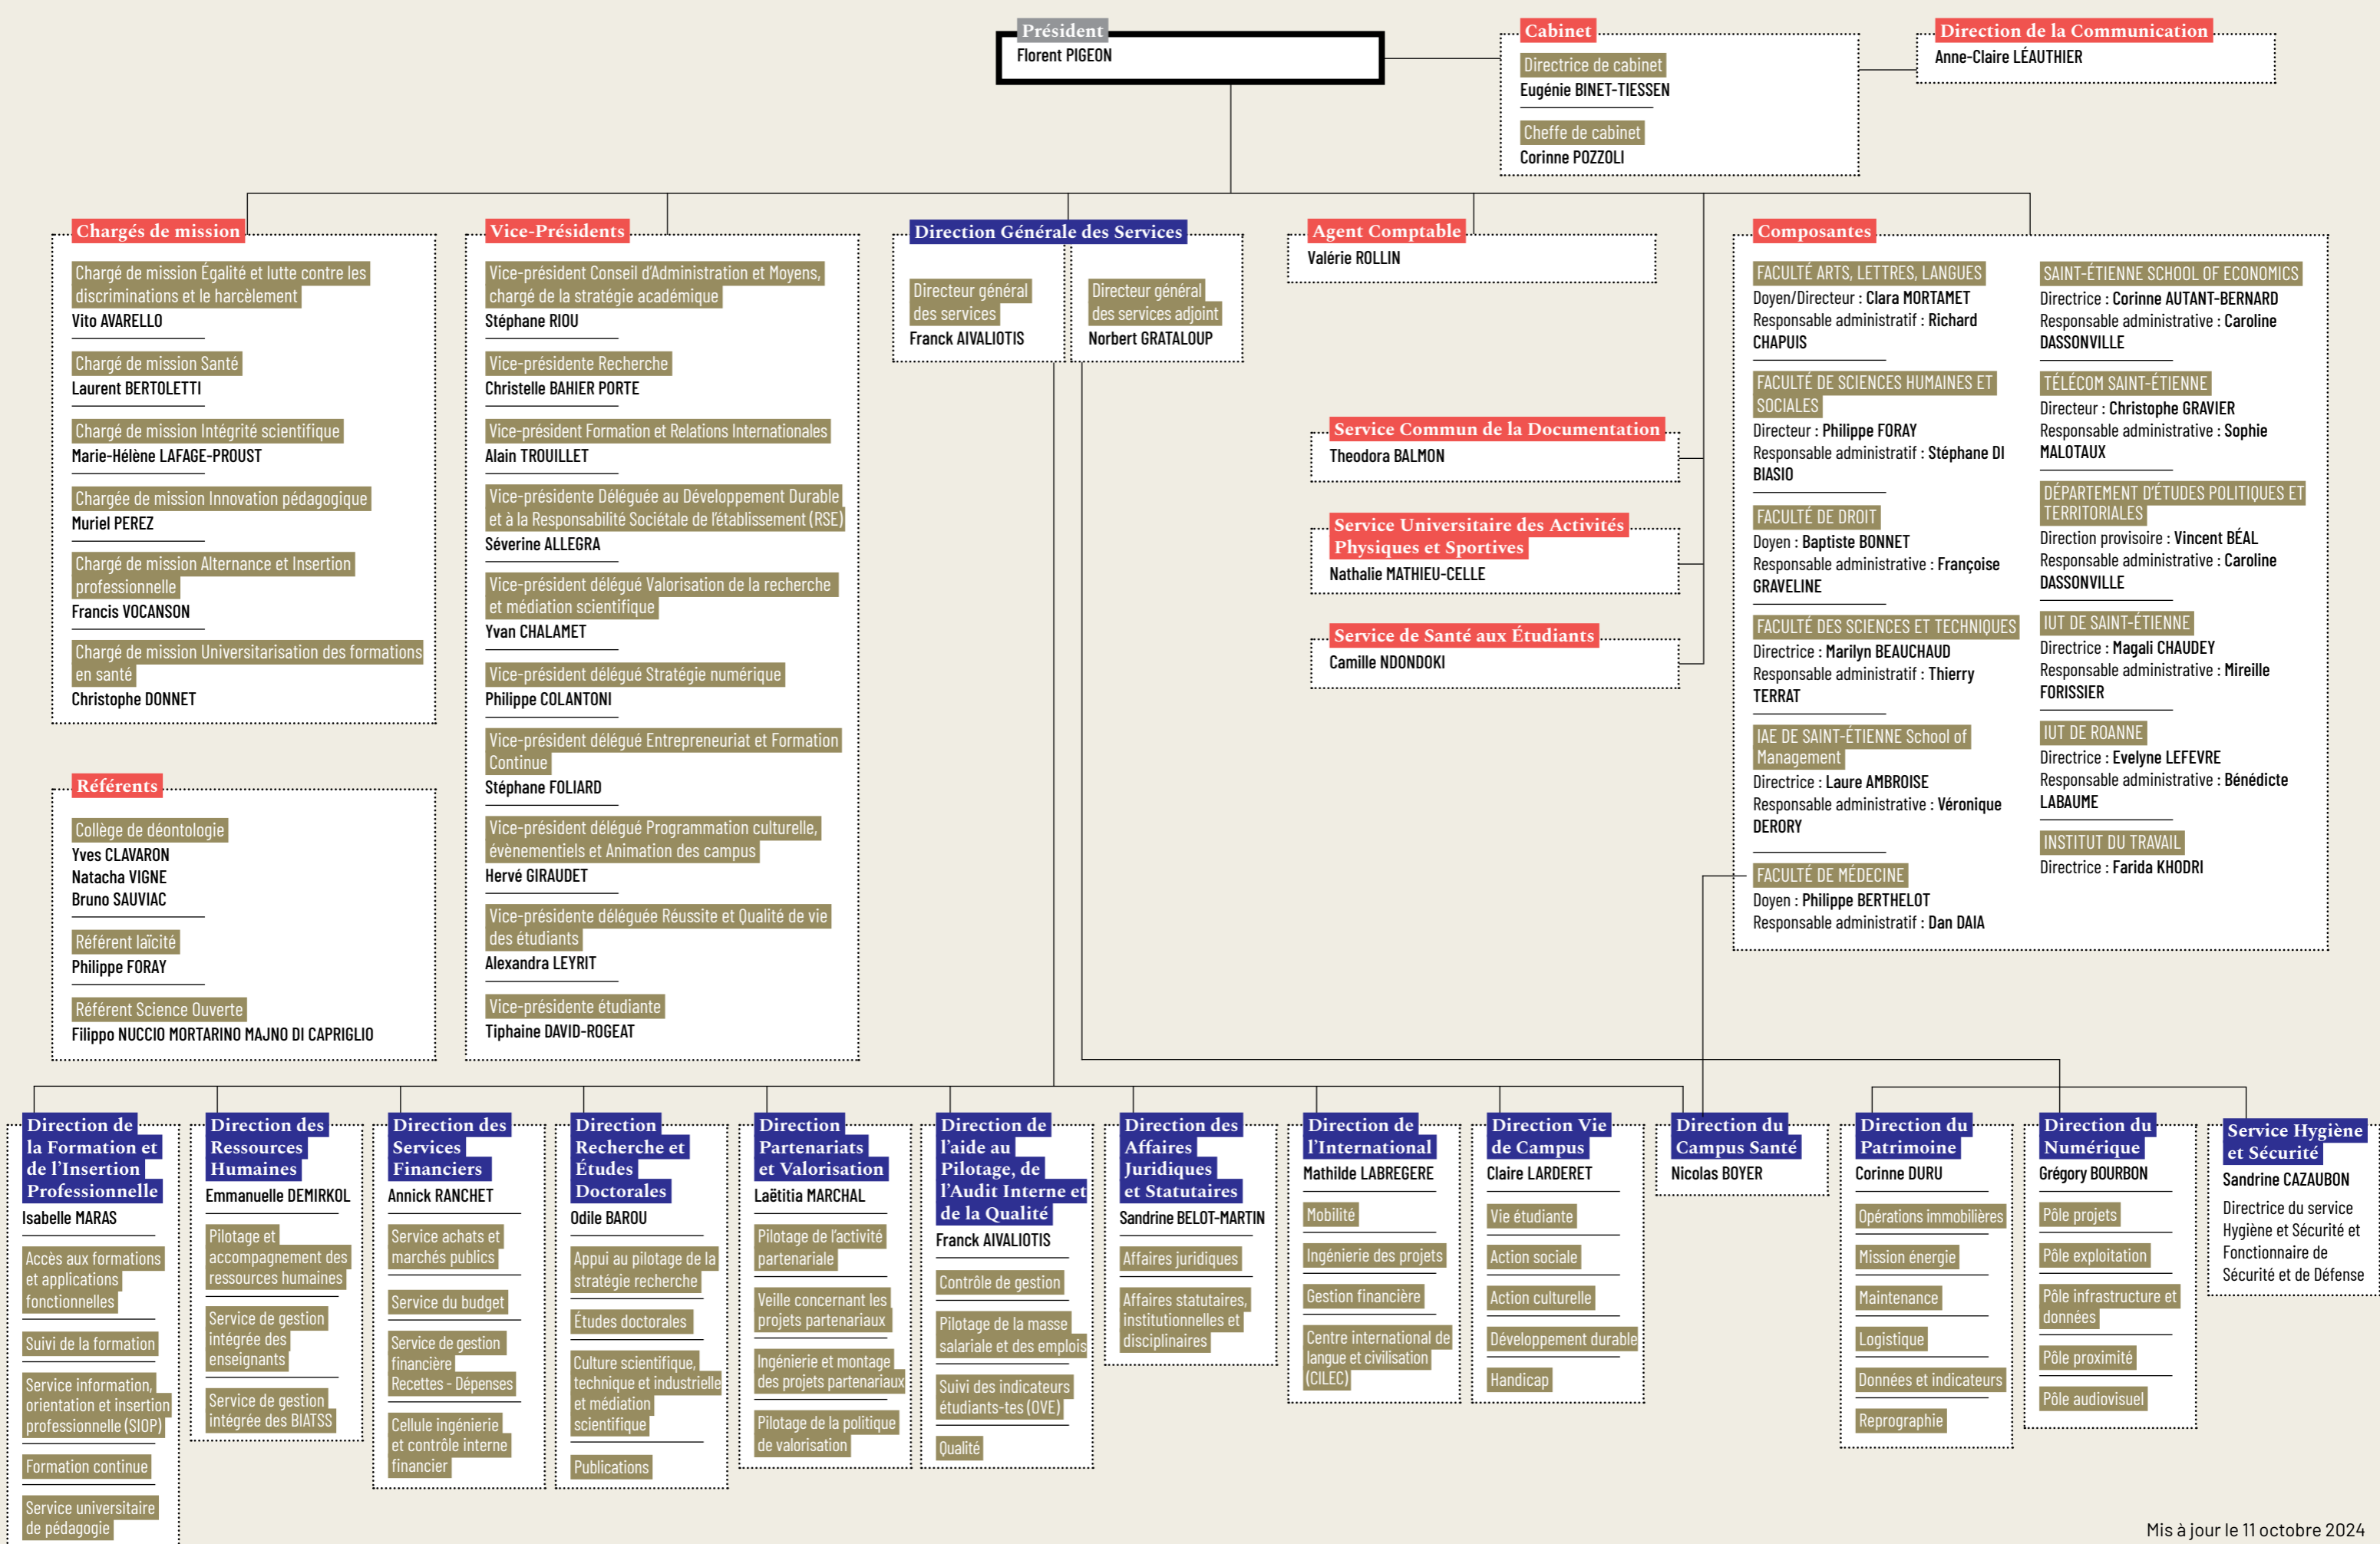 Président
Florent PIGEON
Cabinet
Directrice de cabinet
Eugénie BINET-TIESSEN
Cheffe de cabinet
Corinne POZZOLI
Direction de la Communication
Anne-Claire LÉAUTHIER
Chargés de mission
Chargé de mission Égalité et lutte contre les
discriminations et le harcèlement
Vito AVARELLO
Chargé de mission Santé
Laurent BERTOLETTI
Chargé de mission Intégrité scientifique
Marie-Hélène LAFAGE-PROUST
Chargée de mission Innovation pédagogique
Muriel PEREZ
Chargé de mission Alternance et Insertion
professionnelle
Francis VOCANSON
Chargé de mission Universitarisation des formations
en santé
Christophe DONNET
Référents
Collège de déontologie
Yves CLAVARON
Natacha VIGNE
Bruno SAUVIAC
Référent laïcité
Philippe FORAY
Référent Science Ouverte
Filippo NUCCIO MORTARINO MAJNO DI CAPRIGLIO
Vice-Présidents
Vice-président Conseil d'Administration et Moyens,
chargé de la stratégie académique
Stéphane RIOU
Vice-présidente Recherche
Christelle BAHIER PORTE
Vice-président Formation et Relations Internationales
Alain TROUILLET
Vice-présidente Déléguée au Développement Durable
et à la Responsabilité Sociétale de l'établissement (RSE)
Séverine ALLEGRA
Vice-président délégué Valorisation de la recherche
et médiation scientifique
Yvan CHALAMET
Vice-président délégué Stratégie numérique
Philippe COLANTONI
Vice-président délégué Entrepreneuriat et Formation
Continue
Stéphane FOLIARD
Vice-président délégué Programmation culturelle,
évènementiels et Animation des campus
Hervé GIRAUDET
Vice-présidente déléguée Réussite et Qualité de vie
des étudiants
Alexandra LEYRIT
Vice-présidente étudiante
Tiphaine DAVID-ROGEAT
Direction Générale des Services
Directeur général
des services
Franck AIVALIOTIS
Directeur général
des services adjoint
Norbert GRATALOUP
Agent Comptable
Valérie ROLLIN
Service Commun de la Documentation
Theodora BALMON
Service Universitaire des Activités
Physiques et Sportives
Nathalie MATHIEU-CELLE
Service de Santé aux Étudiants
Camille NDONDOKI
Composantes
FACULTÉ ARTS, LETTRES, LANGUES
Doyen/Directeur : Clara MORTAMET
Responsable administratif : Richard
CHAPUIS
FACULTÉ DE SCIENCES HUMAINES ET
SOCIALES
Directeur : Philippe FORAY
Responsable administratif : Stéphane DI
BIASIO
FACULTÉ DE DROIT
Doyen : Baptiste BONNET
Responsable administrative : Françoise
GRAVELINE
FACULTÉ DES SCIENCES ET TECHNIQUES
Directrice : Marilyn BEAUCHAUD
Responsable administratif : Thierry
TERRAT
IAE DE SAINT-ÉTIENNE School of
Management
Directrice : Laure AMBROISE
Responsable administrative : Véronique
DERORY
FACULTÉ DE MÉDECINE
Doyen : Philippe BERTHELOT
Responsable administratif : Dan DAIA
SAINT-ÉTIENNE SCHOOL OF ECONOMICS
Directrice : Corinne AUTANT-BERNARD
Responsable administrative : Caroline
DASSONVILLE
TÉLÉCOM SAINT-ÉTIENNE
Directeur : Christophe GRAVIER
Responsable administrative : Sophie
MALOTAUX
DÉPARTEMENT D'ÉTUDES POLITIQUES ET
TERRITORIALES
Direction provisoire : Vincent BÉAL
Responsable administrative : Caroline
DASSONVILLE
IUT DE SAINT-ÉTIENNE
Directrice : Magali CHAUDEY
Responsable administrative : Mireille
FORISSIER
IUT DE ROANNE
Directrice : Evelyne LEFEVRE
Responsable administrative : Bénédicte
LABAUME
INSTITUT DU TRAVAIL
Directrice : Farida KHODRI
Direction de
la Formation et
de l'Insertion
Professionnelle
Isabelle MARAS
Accès aux formations
et applications
fonctionnelles
Suivi de la formation
Service information,
orientation et insertion
professionnelle (SIOP)
Formation continue
Service universitaire
de pédagogie
Direction des
Ressources
Humaines
Emmanuelle DEMIRKOL
Pilotage et
accompagnement des
ressources humaines
Service de gestion
intégrée des
enseignants
Service de gestion
intégrée des BIATSS
Direction des
Services
Financiers
Annick RANCHET
Service achats et
marchés publics
Service du budget
Service de gestion
financière
Recettes - Dépenses
Cellule ingénierie
et contrôle interne
financier
Direction
Recherche et
Études
Doctorales
Odile BAROU
Appui au pilotage de la
stratégie recherche
Études doctorales
Culture scientifique,
technique et industrielle
et médiation
scientifique
Publications
Direction
Partenariats
et Valorisation
Laëtitia MARCHAL
Pilotage de l'activité
partenariale
Veille concernant les
projets partenariaux
Ingénierie et montage
des projets partenariaux
Pilotage de la politique
de valorisation
Direction de
l'aide au
Pilotage, de
l'Audit Interne et
de la Qualité
Franck AIVALIOTIS
Contrôle de gestion
Pilotage de la masse
salariale et des emplois
Suivi des indicateurs
étudiants-tes (OVE)
Qualité
Direction des
Affaires
Juridiques
et Statutaires
Sandrine BELOT-MARTIN
Affaires juridiques
Affaires statutaires,
institutionnelles et
disciplinaires
Direction de
l'International
Mathilde LABREGERE
Mobilité
Ingénierie des projets
Gestion financière
Centre international de
langue et civilisation
(CILEC)
Direction Vie
de Campus
Claire LARDERET
Vie étudiante
Action sociale
Action culturelle
Développement durable
Handicap
Direction du
Campus Santé
Nicolas BOYER
Direction du
Patrimoine
Corinne DURU
Opérations immobilières
Mission énergie
Maintenance
Logistique
Données et indicateurs
Reprographie
Direction du
Numérique
Grégory BOURBON
Pôle projets
Pôle exploitation
Pôle infrastructure et
données
Pôle proximité
Pôle audiovisuel
Service Hygiène
et Sécurité
Sandrine CAZAUBON
Directrice du service
Hygiène et Sécurité et
Fonctionnaire de
Sécurité et de Défense
Mis à jour le 11 octobre 2024